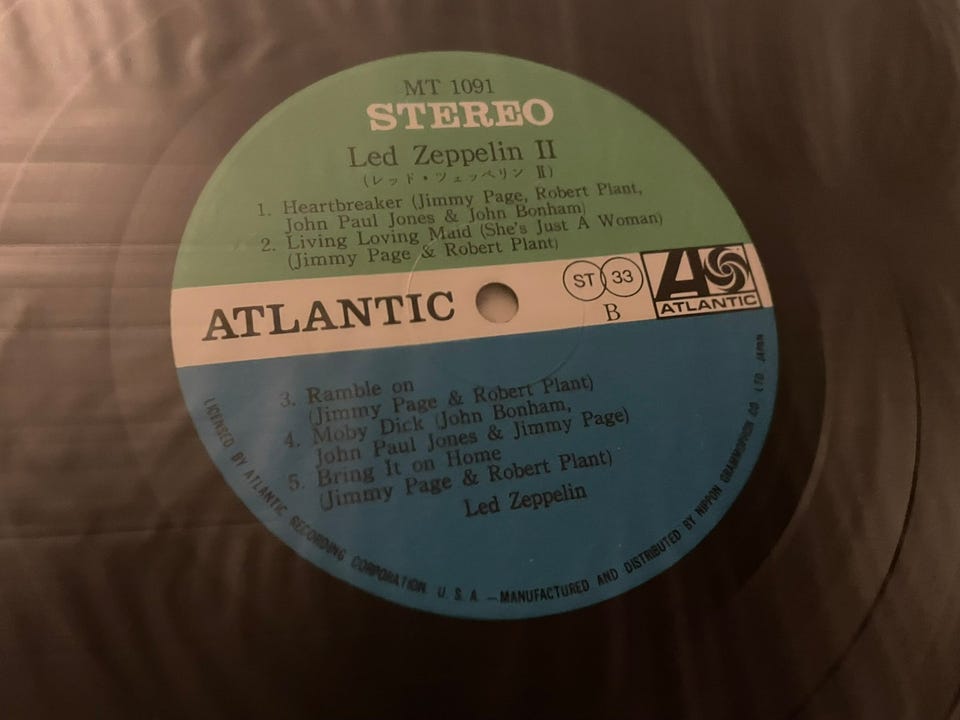 MT 1091
STEREO
Led Zeppelin II
(レッド・ツェッペリン II)
1. Heartbreaker (Jimmy Page, Robert Plant,
John Paul Jones & John Bonham)
2. Living Loving Maid (She's Just A Woman)
(Jimmy Page & Robert Plant)
ATLANTIC
ST 33
B
A
ATLANTIC
3. Ramble on
(Jimmy Page & Robert Plant)
4. Moby Dick (John Bonham,
John Paul Jones & Jimmy Page)
5. Bring It on Home
(Jimmy Page & Robert Plant)
Led Zeppelin
LICENSED BY ATLANTIC RECORDING CORPORATION. U. S. A. — MANUFACTURED AND DISTRIBUTED BY NIPPON GRAMMOPHON CO LTD JAPAN